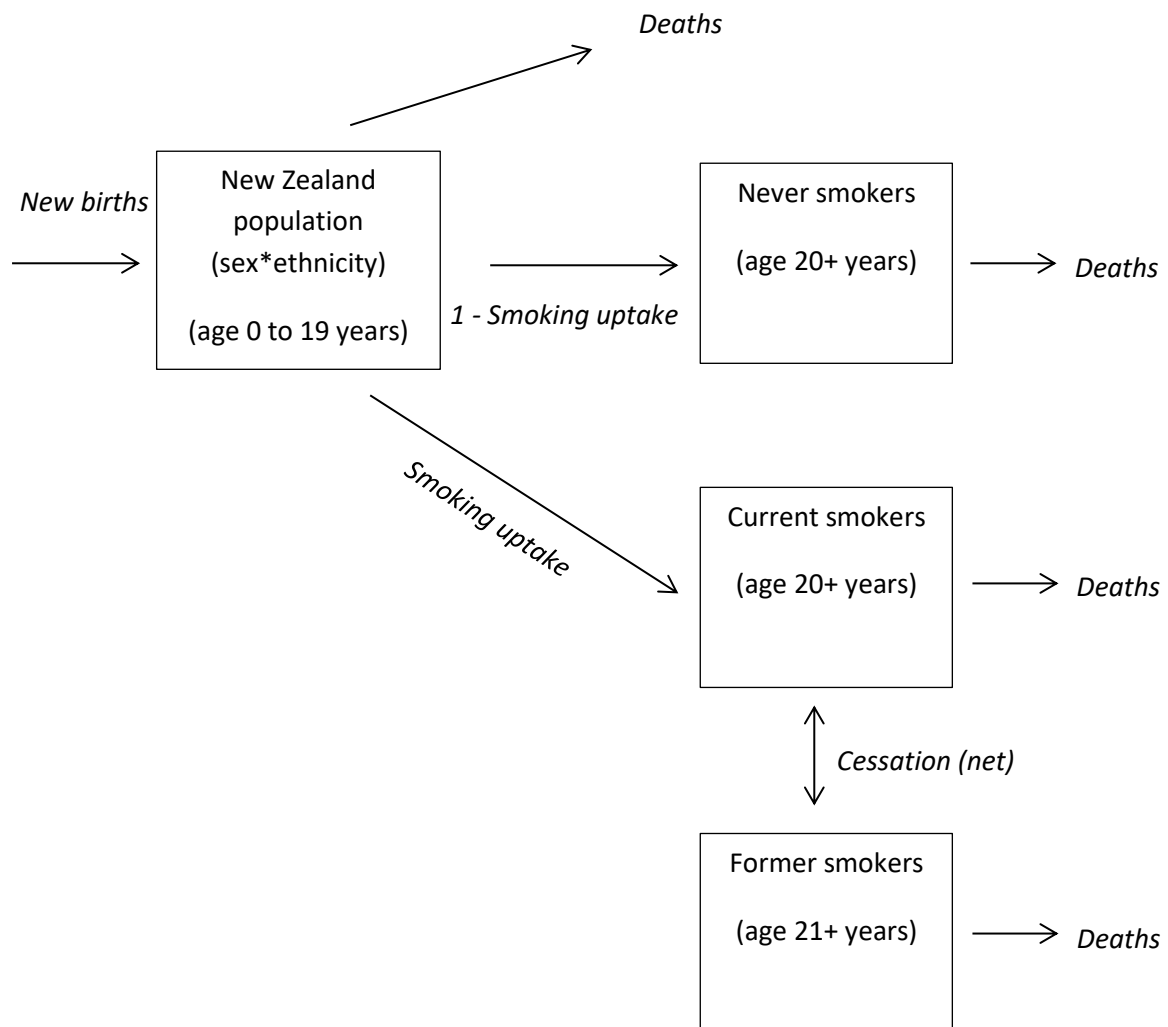 Deaths
New births
New Zealand
population
(sex*ethnicity)
(age 0 to 19 years)
1 - Smoking uptake
Never smokers
(age 20+ years)
Deaths
Smoking uptake
Current smokers
(age 20+ years)
Deaths
Cessation (net)
Former smokers
(age 21+ years)
Deaths